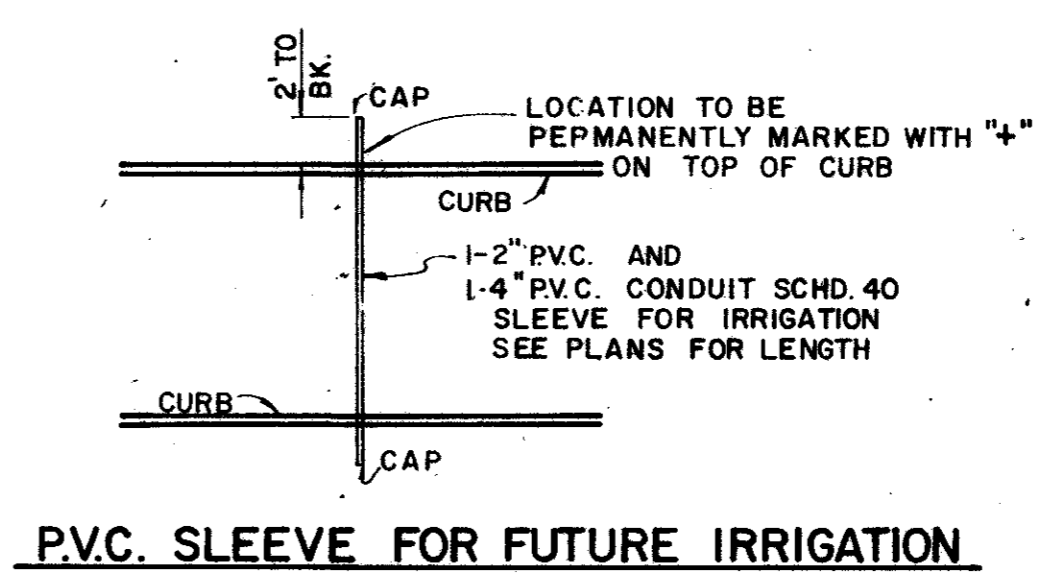 2' TO
BK.
CAP
LOCATION TO BE
PEPMANENTLY MARKED WITH "+"
ON TOP OF CURB
CURB
1-2" P.V.C. AND
1-4" P.V.C. CONDUIT SCHD. 40
SLEEVE FOR IRRIGATION
SEE PLANS FOR LENGTH
CURB
CAP
P.V.C. SLEEVE FOR FUTURE IRRIGATION